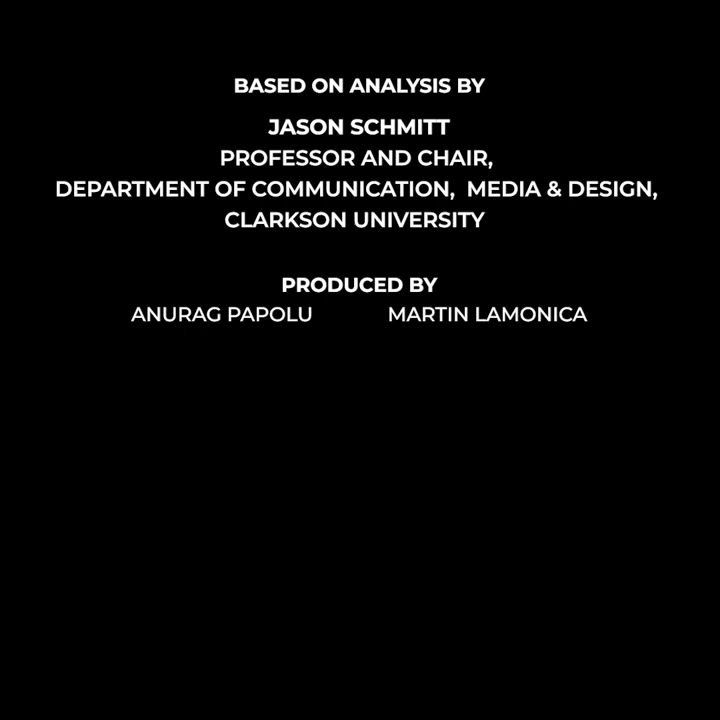 BASED ON ANALYSIS BY
JASON SCHMITT
PROFESSOR AND CHAIR,
DEPARTMENT OF COMMUNICATION, MEDIA & DESIGN,
CLARKSON UNIVERSITY
PRODUCED BY
ANURAG PAPOLU MARTIN LAMONICA